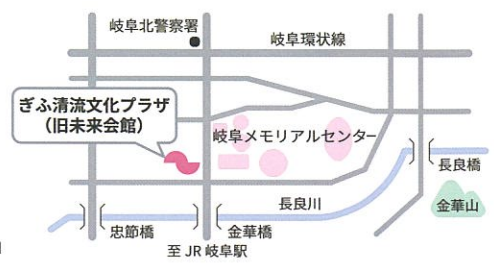 岐阜北警察署
岐阜環状線
ぎふ清流文化プラザ
（旧未来会館）
岐阜メモリアルセンター
長良橋
長良川
金華山
忠節橋
金華橋
至 JR 岐阜駅